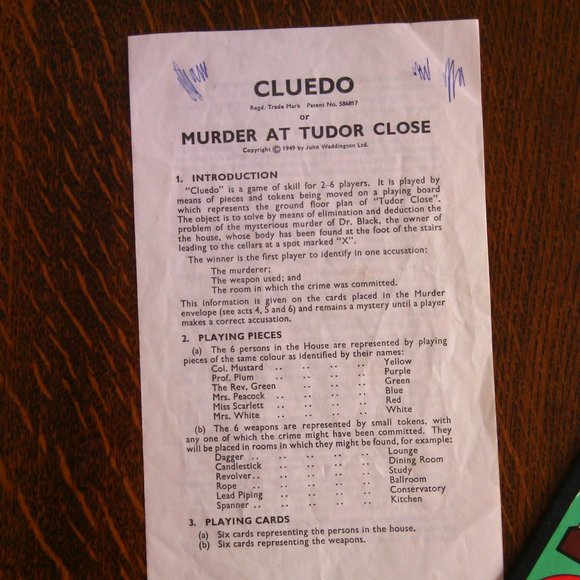 CLUEDO
Regd. Trade Mark Patent No. 586817
or
MURDER AT TUDOR CLOSE
Copyright © 1949 by John Waddington Ltd.
1. INTRODUCTION
"Cluedo" is a game of skill for 2-6 players. It is played by
means of pieces and tokens being moved on a playing board
which represents the ground floor plan of "Tudor Close".
The object is to solve by means of elimination and deduction the
problem of the mysterious murder of Dr. Black, the owner of
the house, whose body has been found at the foot of the stairs
leading to the cellars at a spot marked "X".
The winner is the first player to identify in one accusation:
The murderer;
The weapon used; and
The room in which the crime was committed.
This information is given on the cards placed in the Murder
envelope (see acts 4, 5 and 6) and remains a mystery until a player
makes a correct accusation.
2. PLAYING PIECES
(a) The 6 persons in the House are represented by playing
pieces of the same colour as identified by their names:
Col. Mustard .. .. .. .. Yellow
Prof. Plum .. .. .. .. Purple
The Rev. Green .. .. .. Green
Mrs. Peacock .. .. .. .. Blue
Miss Scarlett .. .. .. .. Red
Mrs. White .. .. .. .. White
(b) The 6 weapons are represented by small tokens, with
any one of which the crime might have been committed. They
will be placed in rooms in which they might be found, for example:
Dagger .. .. .. .. .. Lounge
Candlestick .. .. .. .. Dining Room
Revolver.. .. .. .. .. Study
Rope .. .. .. .. .. Ballroom
Lead Piping .. .. .. .. Conservatory
Spanner .. .. .. .. .. Kitchen
3. PLAYING CARDS
(a) Six cards representing the persons in the house.
(b) Six cards representing the weapons.